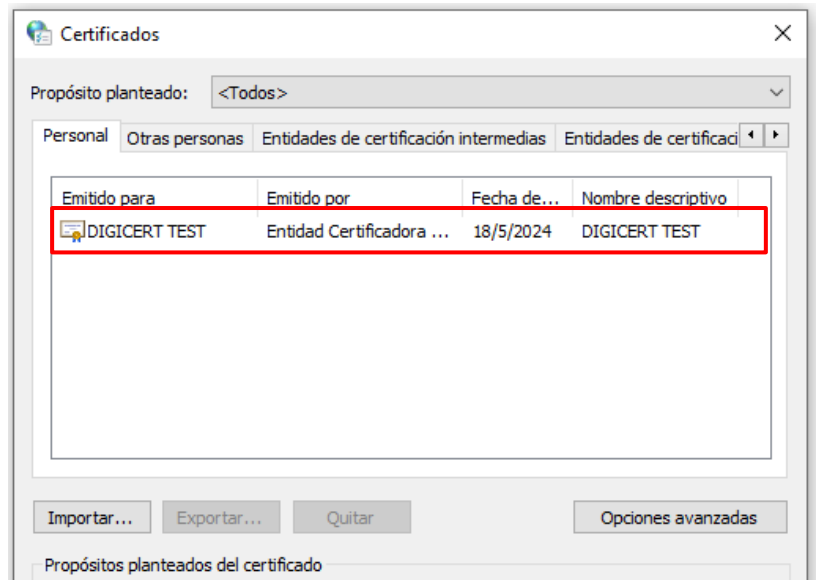 Certificados
Propósito planteado: <Todos>
Personal Otras personas Entidades de certificación intermedias Entidades de certificaci
Emitido para Emitido por Fecha de... Nombre descriptivo
DIGICERT TEST Entidad Certificadora ... 18/5/2024 DIGICERT TEST
Importar... Exportar... Quitar Opciones avanzadas
Propósitos planteados del certificado